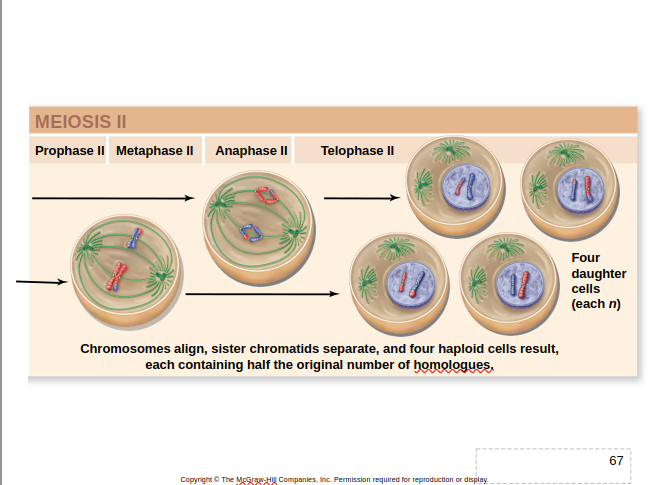 MEIOSIS II
Prophase II Metaphase II Anaphase II Telophase II
Four
daughter
cells
(each n)
Chromosomes align, sister chromatids separate, and four haploid cells result,
each containing half the original number of homologues.
67
Copyright © The McGraw-Hill Companies, Inc. Permission required for reproduction or display.